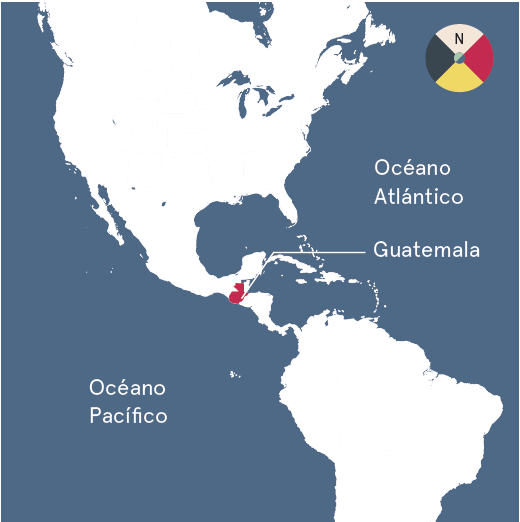 N
Océano
Atlántico
Guatemala
Océano
Pacífico